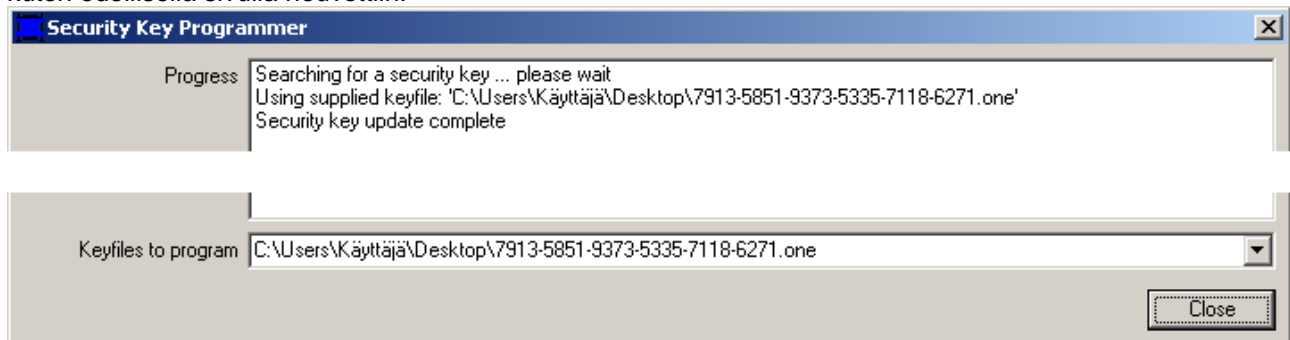 Security Key Programmer
Progress
Searching for a security key ... please wait
Using supplied keyfile: 'C:\Users\Käyttäjä\Desktop\7913-5851-9373-5335-7118-6271.one'
Security key update complete
Keyfiles to program
C:\Users\Käyttäjä\Desktop\7913-5851-9373-5335-7118-6271.one
Close